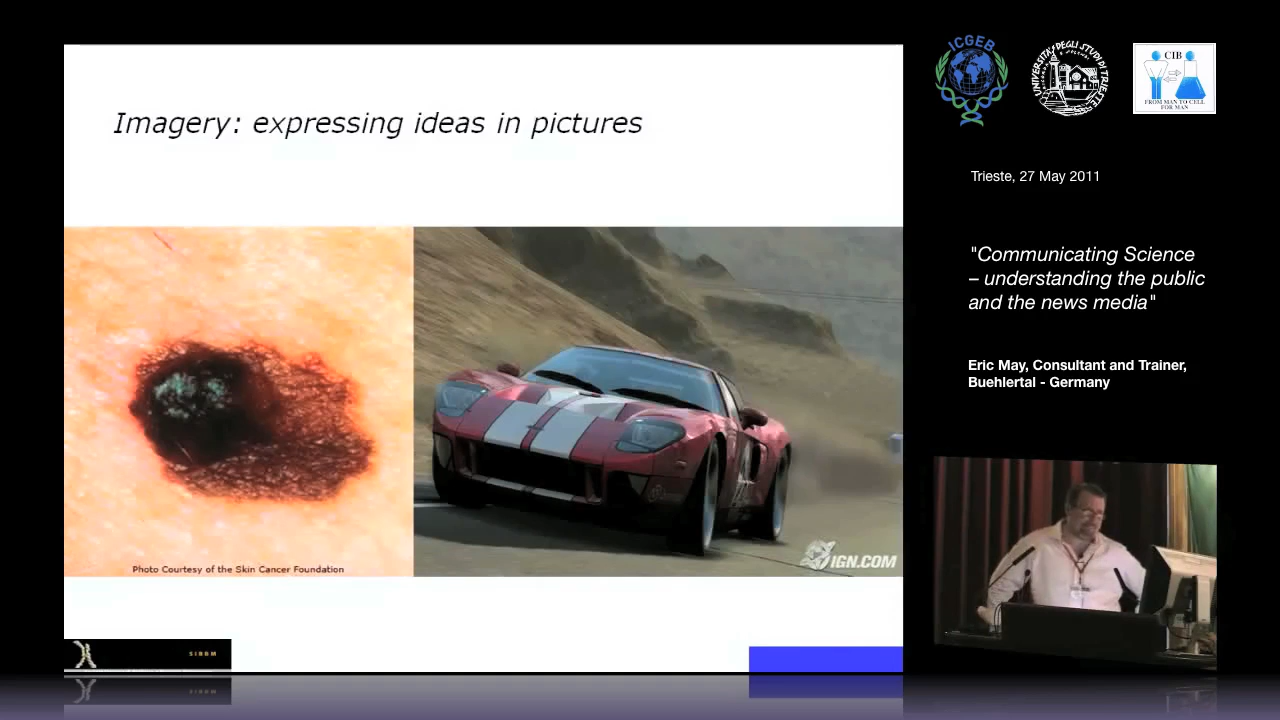 Imagery: expressing ideas in pictures
Photo Courtesy of the Skin Cancer Foundation
IGN.COM
SIBBM
ICGEB
UNIVERSITA' DEGLI STUDI DI TRIESTE
CIB
FROM MAN TO CELL
FOR MAN
Trieste, 27 May 2011
"Communicating Science
– understanding the public
and the news media"
Eric May, Consultant and Trainer,
Buehlertal - Germany